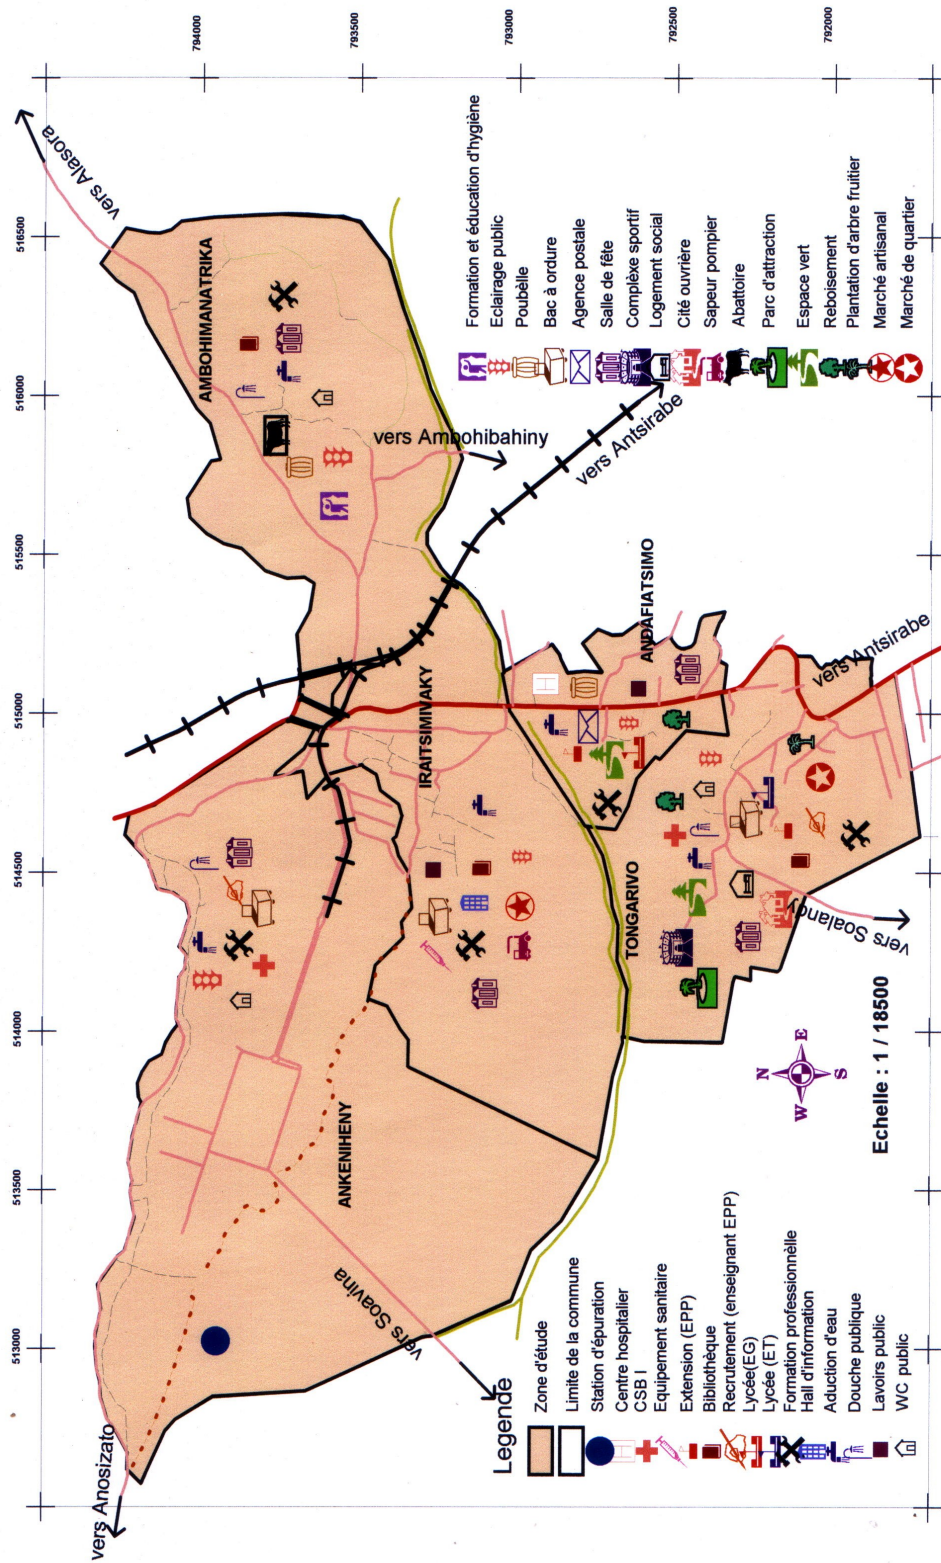 513000
513500
514000
514500
515000
515500
516000
516500
794000
793500
793000
792500
792000
vers Anosizato
vers Alasora
AMBOHIMANATRIKA
vers Ambohibahiny
vers Antsirabe
IRAITSIMIVAKY
ANKENIHENY
vers Soavina
ANDAFIATSIMO
TONGARIVO
vers Antsirabe
vers Soalandy
N
W
E
S
Echelle : 1 / 18500
Legende
Zone d'étude
Limite de la commune
Station d'épuration
Centre hospitalier
CSB I
Equipement sanitaire
Extension (EPP)
Bibliothèque
Recrutement (enseignant EPP)
Lycée(EG)
Lycée (ET)
Formation professionnèlle
Hall d'information
Aduction d'eau
Douche publique
Lavoirs public
WC public
Formation et éducation d'hygiène
Eclairage public
Poubèlle
Bac à ordure
Agence postale
Salle de fête
Complèxe sportif
Logement social
Cité ouvrière
Sapeur pompier
Abattoire
Parc d'attraction
Espace vert
Reboisement
Plantation d'arbre fruitier
Marché artisanal
Marché de quartier